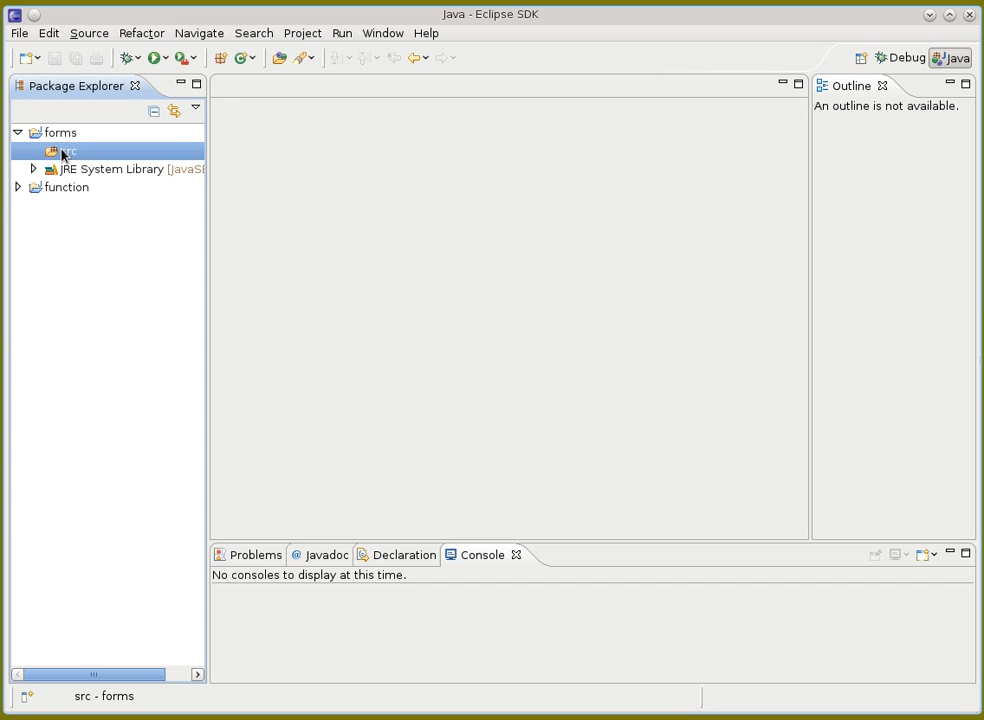 Java - Eclipse SDK
File Edit Source Refactor Navigate Search Project Run Window Help
Debug Java
Package Explorer
Outline
An outline is not available.
forms
src
JRE System Library [JavaSE
function
Problems @ Javadoc Declaration Console
No consoles to display at this time.
src - forms